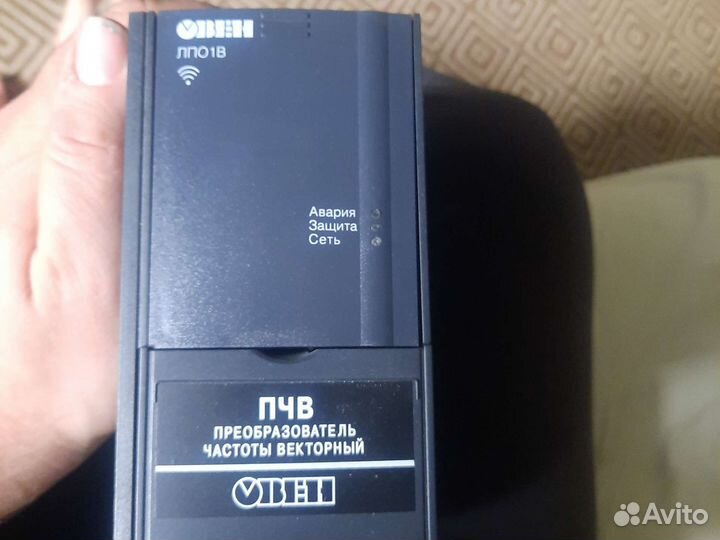 ОВЕН
ЛПО1В
Авария
Защита
Сеть
ПЧВ
ПРЕОБРАЗОВАТЕЛЬ
ЧАСТОТЫ ВЕКТОРНЫЙ
ОВЕН
Avito